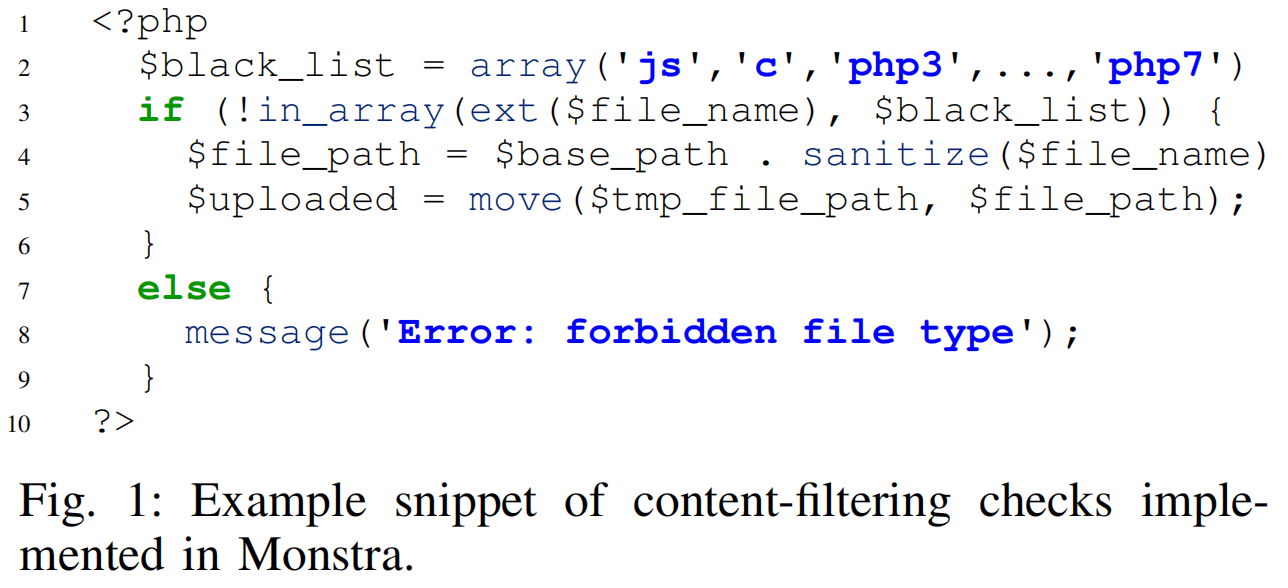 1 <?php
2 $black_list = array('js','c','php3',...,'php7')
3 if (!in_array(ext($file_name), $black_list)) {
4 $file_path = $base_path . sanitize($file_name)
5 $uploaded = move($tmp_file_path, $file_path);
6 }
7 else {
8 message('Error: forbidden file type');
9 }
10 ?>
Fig. 1: Example snippet of content-filtering checks imple-
mented in Monstra.